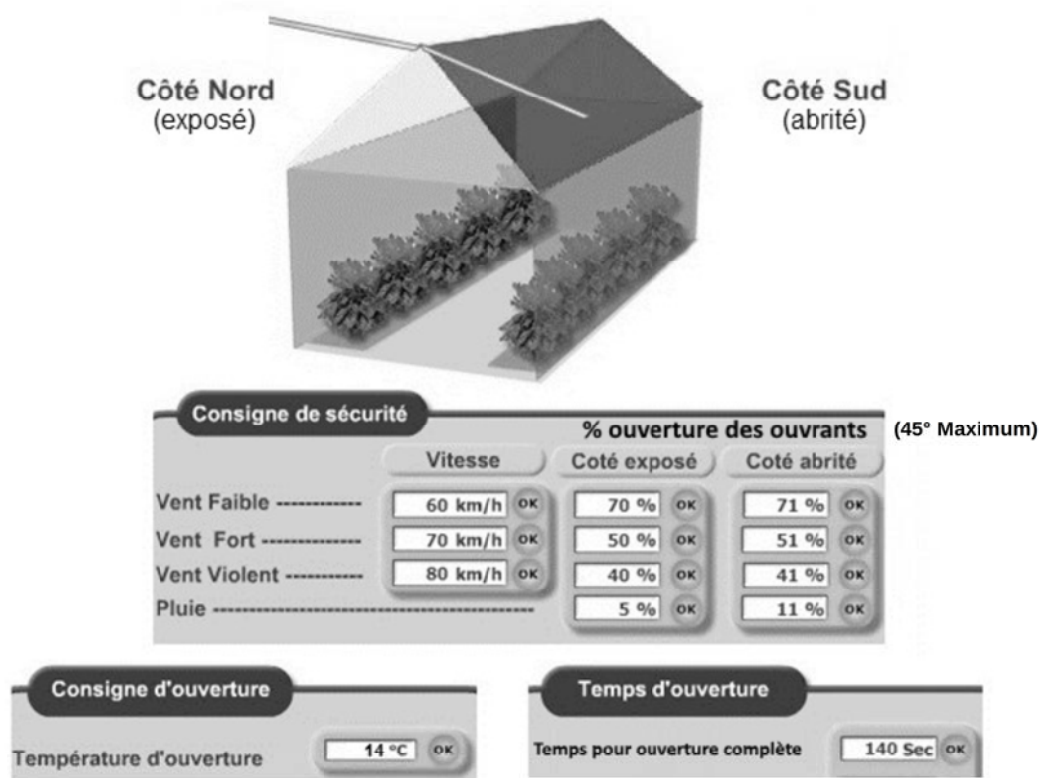 Côté Nord
(exposé)
Côté Sud
(abrité)
Consigne de sécurité
% ouverture des ouvrants (45° Maximum)
Vitesse Coté exposé Coté abrité
Vent Faible ------------ 60 km/h OK 70 % OK 71 % OK
Vent Fort -------------- 70 km/h OK 50 % OK 51 % OK
Vent Violent ----------- 80 km/h OK 40 % OK 41 % OK
Pluie --------------------------------------------- 5 % OK 11 % OK
Consigne d'ouverture
Température d'ouverture 14 °C OK
Temps d'ouverture
Temps pour ouverture complète 140 Sec OK